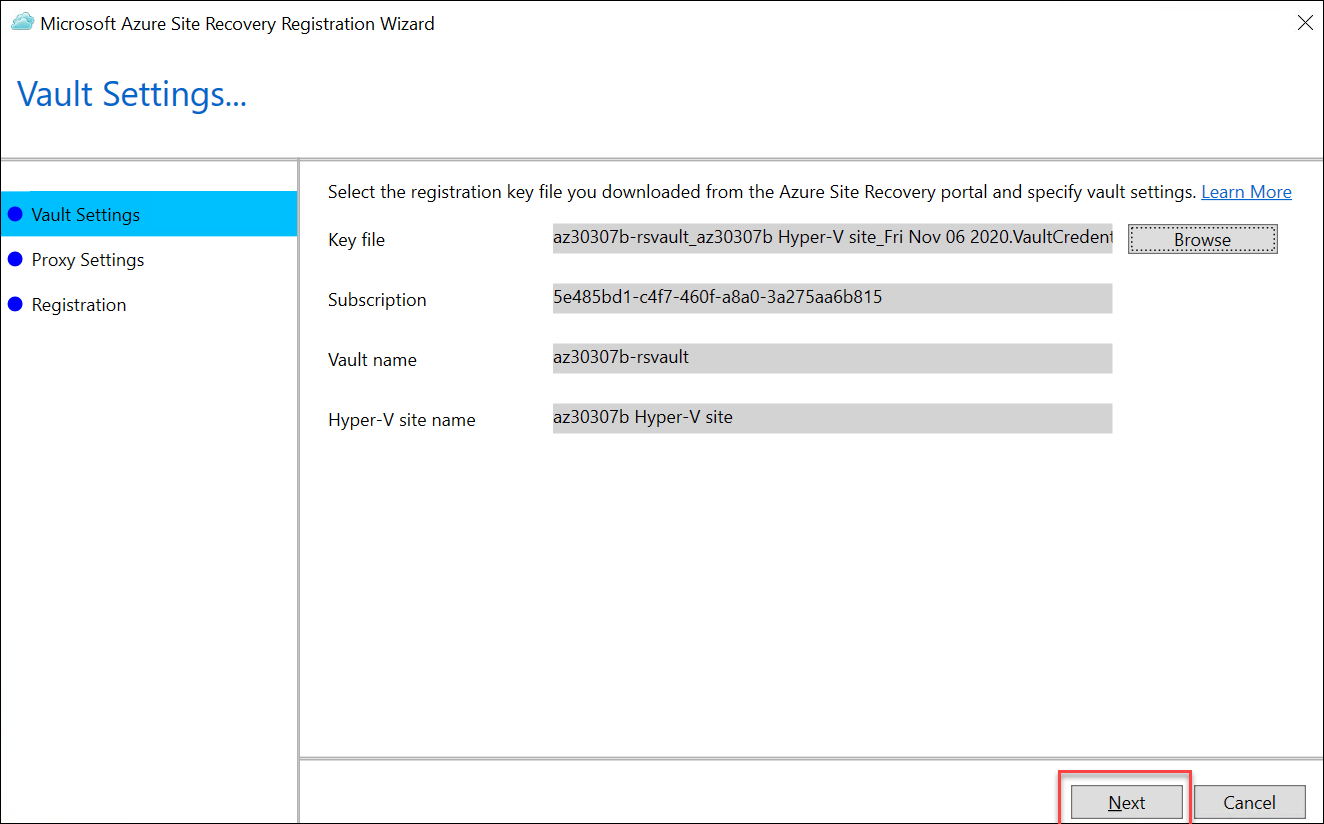 Microsoft Azure Site Recovery Registration Wizard
Vault Settings...
Vault Settings
Proxy Settings
Registration
Select the registration key file you downloaded from the Azure Site Recovery portal and specify vault settings. Learn More
Key file az30307b-rsvault_az30307b Hyper-V site_Fri Nov 06 2020.VaultCredent Browse
Subscription 5e485bd1-c4f7-460f-a8a0-3a275aa6b815
Vault name az30307b-rsvault
Hyper-V site name az30307b Hyper-V site
Next Cancel